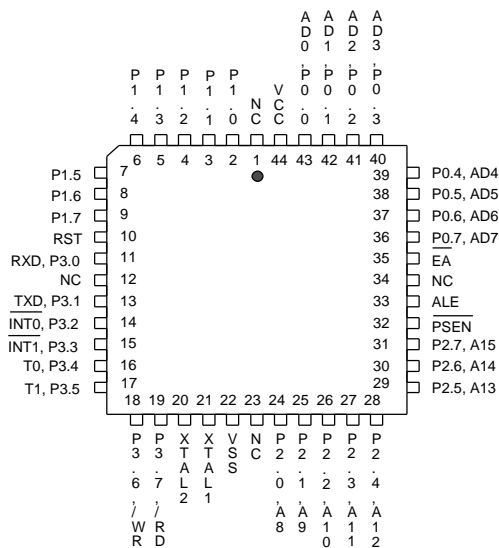 P1.4
P1.3
P1.2
P1.1
P1.0
NC
VCC
AD0,P0.0
AD1,P0.1
AD2,P0.2
AD3,P0.3
6 5 4 3 2 1 44 43 42 41 40
P1.5 7 39 P0.4, AD4
P1.6 8 38 P0.5, AD5
P1.7 9 37 P0.6, AD6
RST 10 36 P0.7, AD7
RXD, P3.0 11 35 EA
NC 12 34 NC
TXD, P3.1 13 33 ALE
INT0, P3.2 14 32 PSEN
INT1, P3.3 15 31 P2.7, A15
T0, P3.4 16 30 P2.6, A14
T1, P3.5 17 29 P2.5, A13
18 19 20 21 22 23 24 25 26 27 28
P3.6,/WR
P3.7,/RD
XTAL2
XTAL1
VSS
NC
P2.0,A8
P2.1,A9
P2.2,A10
P2.3,A11
P2.4,A12